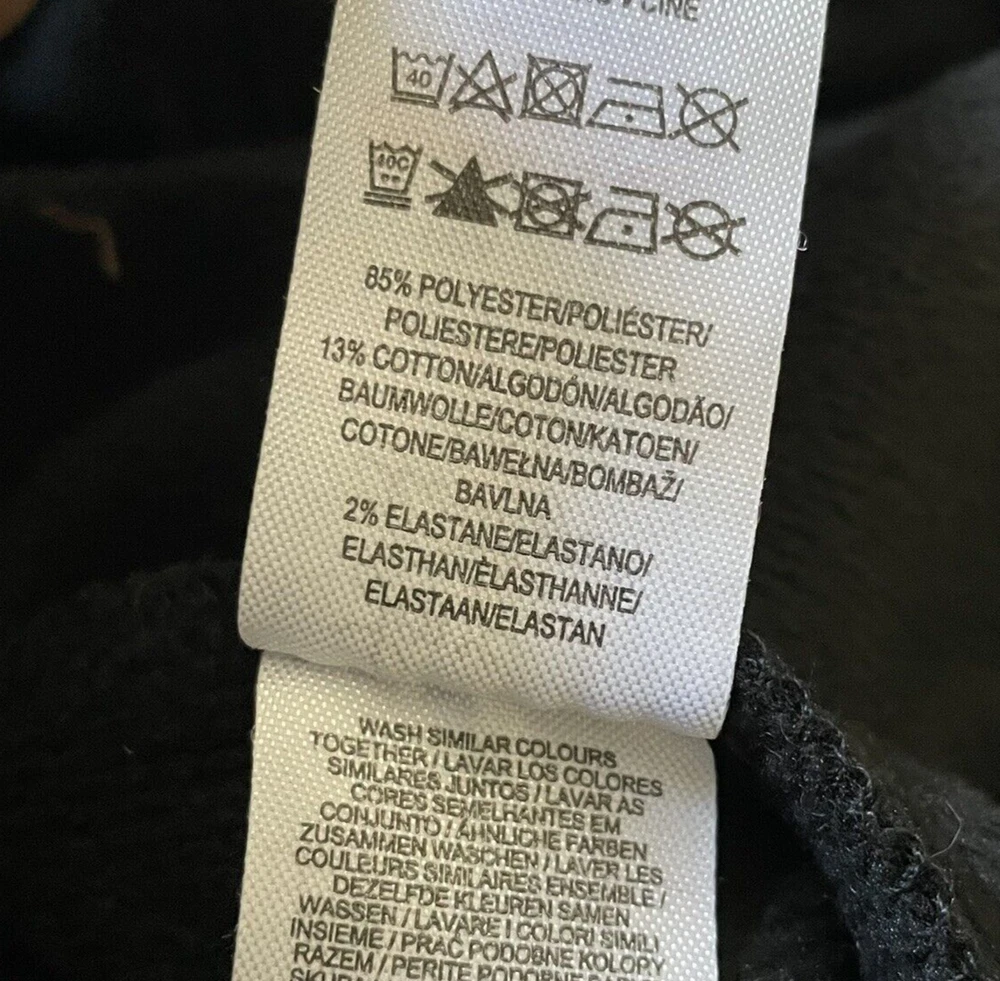 40
40C
85% POLYESTER/POLIÉSTER/
POLIESTERE/POLIESTER
13% COTTON/ALGODÓN/ALGODÃO/
BAUMWOLLE/COTON/KATOEN/
COTONE/BAWEŁNA/BOMBAŽ/
BAVLNA
2% ELASTANE/ELASTANO/
ELASTHAN/ÉLASTHANNE/
ELASTAAN/ELASTAN
WASH SIMILAR COLOURS
TOGETHER / LAVAR LOS COLORES
SIMILARES JUNTOS / LAVAR AS
CORES SEMELHANTES EM
CONJUNTO / ÄHNLICHE FARBEN
ZUSAMMEN WASCHEN / LAVER LES
COULEURS SIMILAIRES ENSEMBLE /
DEZELFDE KLEUREN SAMEN
WASSEN / LAVARE I COLORI SIMILI
INSIEME / PRAĆ PODOBNE KOLORY
RAZEM / PERITE PODOBNE